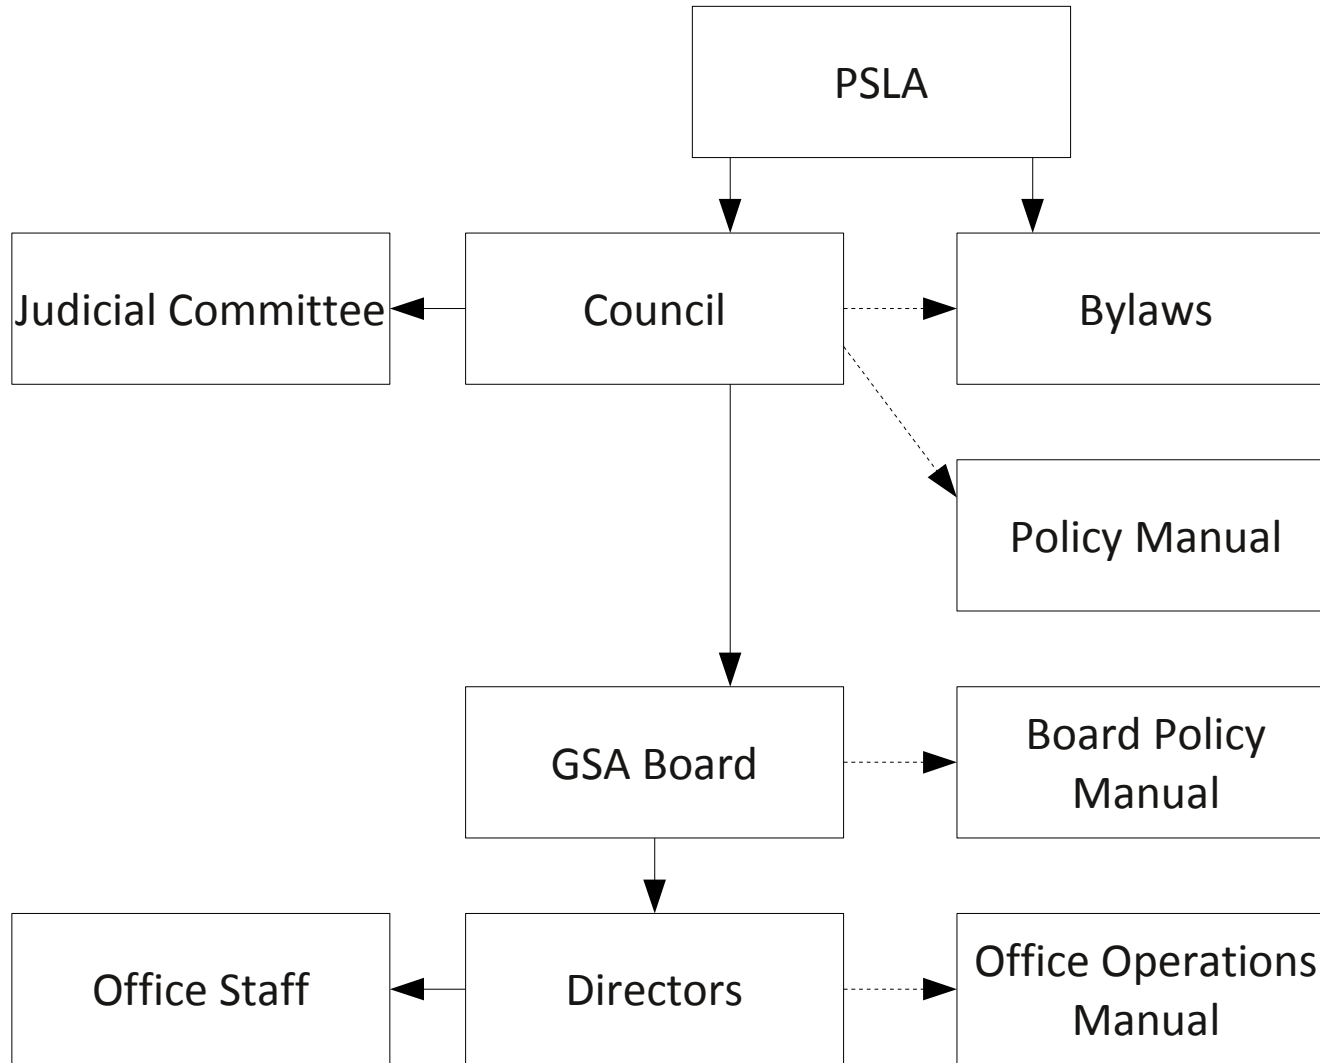 PSLA
Judicial Committee
Council
Bylaws
Policy Manual
GSA Board
Board Policy
Manual
Office Staff
Directors
Office Operations
Manual